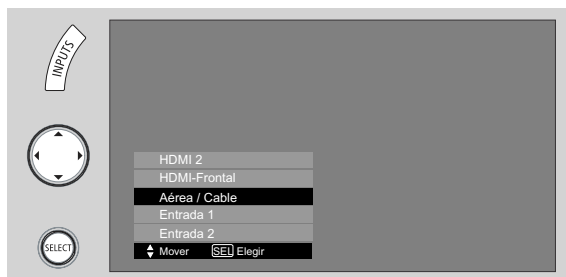 INPUTS
SELECT
HDMI 2
HDMI-Frontal
Aérea / Cable
Entrada 1
Entrada 2
Mover SEL Elegir